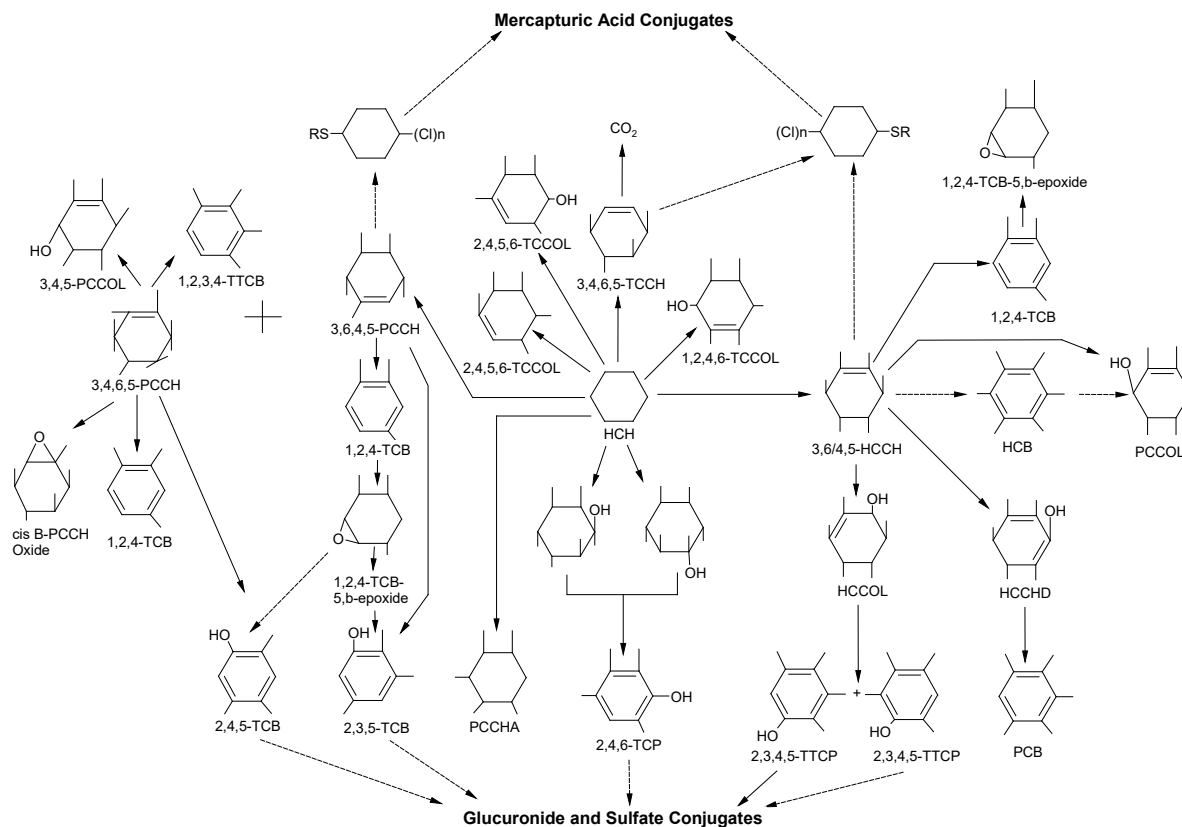 Mercapturic Acid Conjugates
RS
(Cl)n
(Cl)n
SR
CO2
O
1,2,4-TCB-5,b-epoxide
OH
2,4,5,6-TCCOL
3,4,6,5-TCCH
HO
3,4,5-PCCOL
1,2,3,4-TTCB
3,6,4,5-PCCH
2,4,5,6-TCCOL
HO
1,2,4,6-TCCOL
1,2,4-TCB
3,4,6,5-PCCH
HCH
3,6/4,5-HCCH
HCB
HO
PCCOL
1,2,4-TCB
O
cis B-PCCH
Oxide
1,2,4-TCB
O
1,2,4-TCB-
5,b-epoxide
OH
OH
OH
HCCOL
OH
HCCHD
HO
2,4,5-TCB
OH
2,3,5-TCB
PCCHA
OH
2,4,6-TCP
HO
2,3,4,5-TTCP
+
HO
2,3,4,5-TTCP
PCB
Glucuronide and Sulfate Conjugates